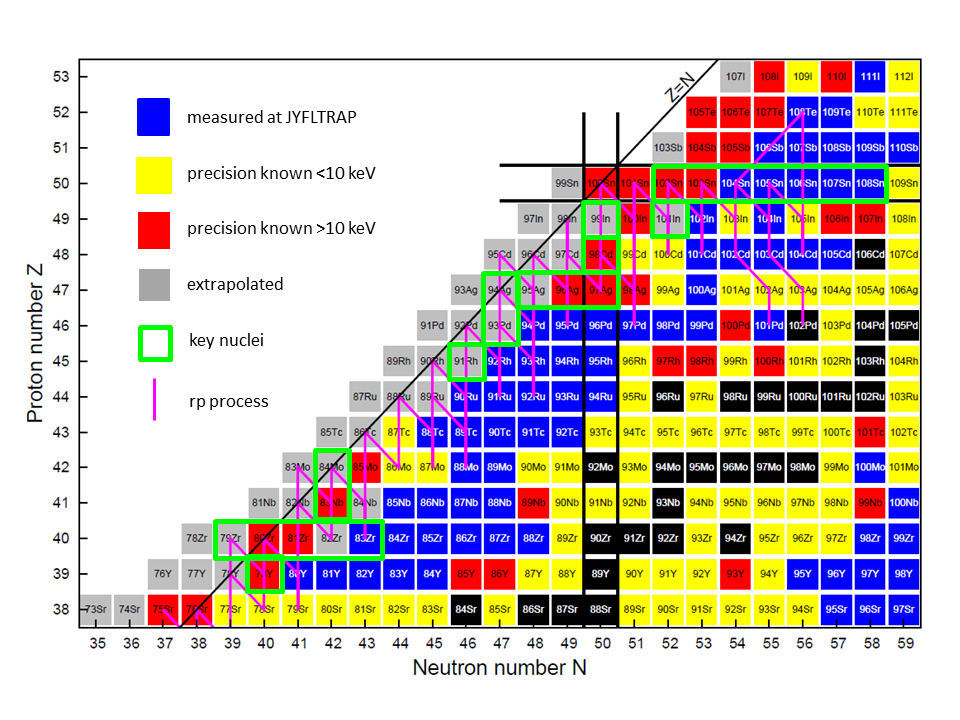 53 107I 108I 109I 110I 111I 112I
Z=N
52 105Te 106Te 107Te 108Te 109Te 110Te 111Te
measured at JYFLTRAP
51 103Sb 104Sb 105Sb 106Sb 107Sb 108Sb 109Sb 110Sb
precision known <10 keV
50 99Sn 100Sn 101Sn 102Sn 103Sn 104Sn 105Sn 106Sn 107Sn 108Sn 109Sn
49 97In 98In 99In 100In 101In 102In 103In 104In 105In 106In 107In 108In
precision known >10 keV
48 95Cd 96Cd 97Cd 98Cd 99Cd 100Cd 101Cd 102Cd 103Cd 104Cd 105Cd 106Cd 107Cd
extrapolated
47 93Ag 94Ag 95Ag 96Ag 97Ag 98Ag 99Ag 100Ag 101Ag 102Ag 103Ag 104Ag 105Ag 106Ag
46 91Pd 92Pd 93Pd 94Pd 95Pd 96Pd 97Pd 98Pd 99Pd 100Pd 101Pd 102Pd 103Pd 104Pd 105Pd
key nuclei
45 89Rh 90Rh 91Rh 92Rh 93Rh 94Rh 95Rh 96Rh 97Rh 98Rh 99Rh 100Rh 101Rh 102Rh 103Rh 104Rh
rp process
44 87Ru 88Ru 89Ru 90Ru 91Ru 92Ru 93Ru 94Ru 95Ru 96Ru 97Ru 98Ru 99Ru 100Ru 101Ru 102Ru 103Ru
43 85Tc 86Tc 87Tc 88Tc 89Tc 90Tc 91Tc 92Tc 93Tc 94Tc 95Tc 96Tc 97Tc 98Tc 99Tc 100Tc 101Tc 102Tc
42 83Mo 84Mo 85Mo 86Mo 87Mo 88Mo 89Mo 90Mo 91Mo 92Mo 93Mo 94Mo 95Mo 96Mo 97Mo 98Mo 99Mo 100Mo 101Mo
41 81Nb 82Nb 83Nb 84Nb 85Nb 86Nb 87Nb 88Nb 89Nb 90Nb 91Nb 92Nb 93Nb 94Nb 95Nb 96Nb 97Nb 98Nb 99Nb 100Nb
40 78Zr 79Zr 80Zr 81Zr 82Zr 83Zr 84Zr 85Zr 86Zr 87Zr 88Zr 89Zr 90Zr 91Zr 92Zr 93Zr 94Zr 95Zr 96Zr 97Zr 98Zr 99Zr
39 76Y 77Y 78Y 79Y 80Y 81Y 82Y 83Y 84Y 85Y 86Y 87Y 88Y 89Y 90Y 91Y 92Y 93Y 94Y 95Y 96Y 97Y 98Y
38 73Sr 74Sr 75Sr 76Sr 77Sr 78Sr 79Sr 80Sr 81Sr 82Sr 83Sr 84Sr 85Sr 86Sr 87Sr 88Sr 89Sr 90Sr 91Sr 92Sr 93Sr 94Sr 95Sr 96Sr 97Sr
35 36 37 38 39 40 41 42 43 44 45 46 47 48 49 50 51 52 53 54 55 56 57 58 59
Neutron number N
Proton number Z